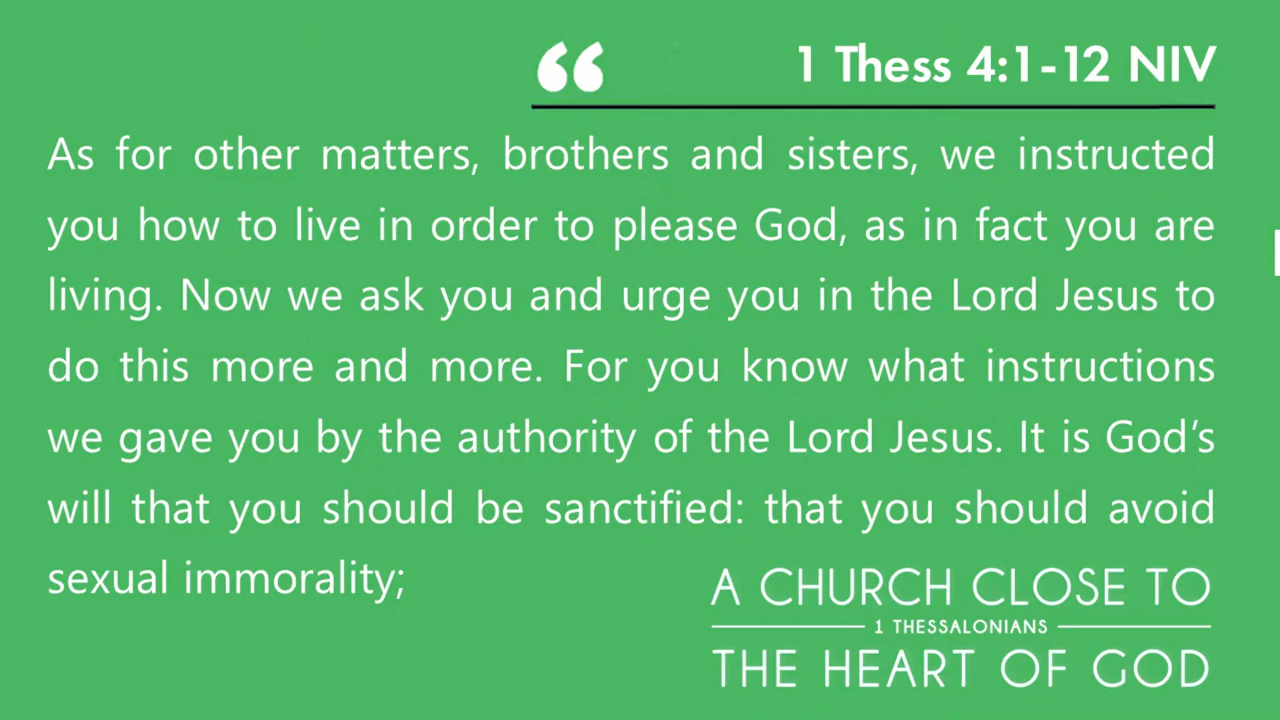 “ 1 Thess 4:1-12 NIV
As for other matters, brothers and sisters, we instructed
you how to live in order to please God, as in fact you are
living. Now we ask you and urge you in the Lord Jesus to
do this more and more. For you know what instructions
we gave you by the authority of the Lord Jesus. It is God’s
will that you should be sanctified: that you should avoid
sexual immorality;
A CHURCH CLOSE TO
1 THESSALONIANS
THE HEART OF GOD